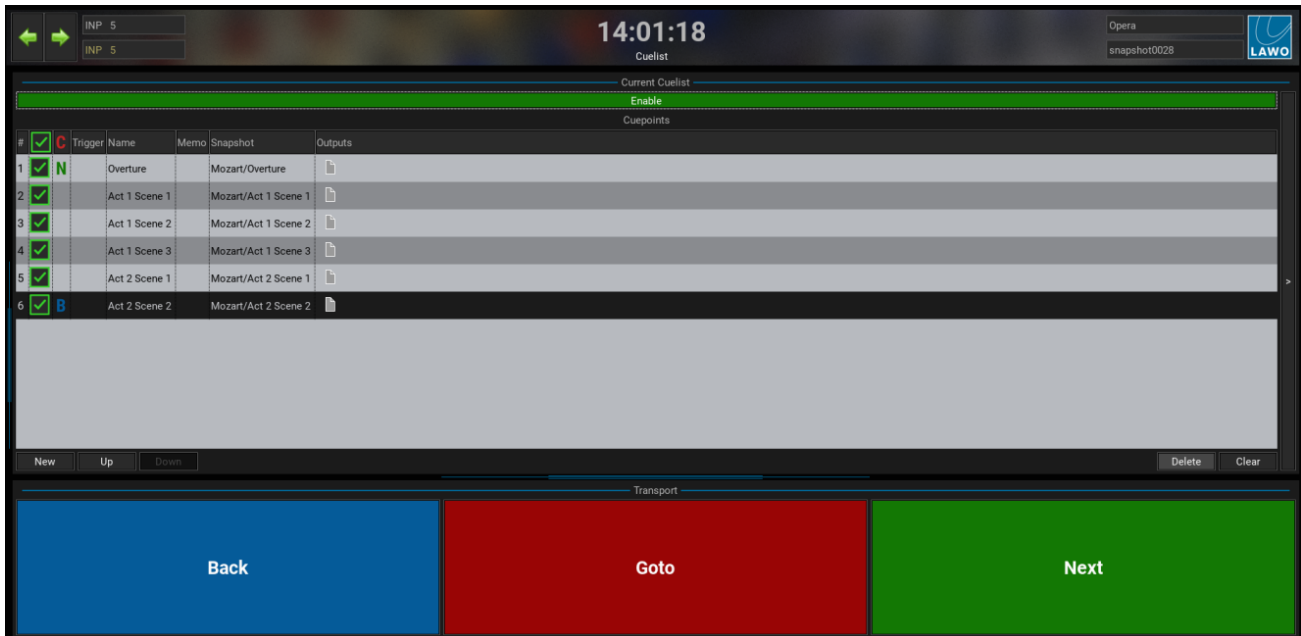 INP 5
INP 5
14:01:18
Cuelist
Opera
snapshot0028
LAWO
Current Cuelist
Enable
Cuepoints
# C Trigger Name Memo Snapshot Outputs
1 N Overture Mozart/Overture
2 Act 1 Scene 1 Mozart/Act 1 Scene 1
3 Act 1 Scene 2 Mozart/Act 1 Scene 2
4 Act 1 Scene 3 Mozart/Act 1 Scene 3
5 Act 2 Scene 1 Mozart/Act 2 Scene 1
6 B Act 2 Scene 2 Mozart/Act 2 Scene 2
>
New Up Down Delete Clear
Transport
Back Goto Next